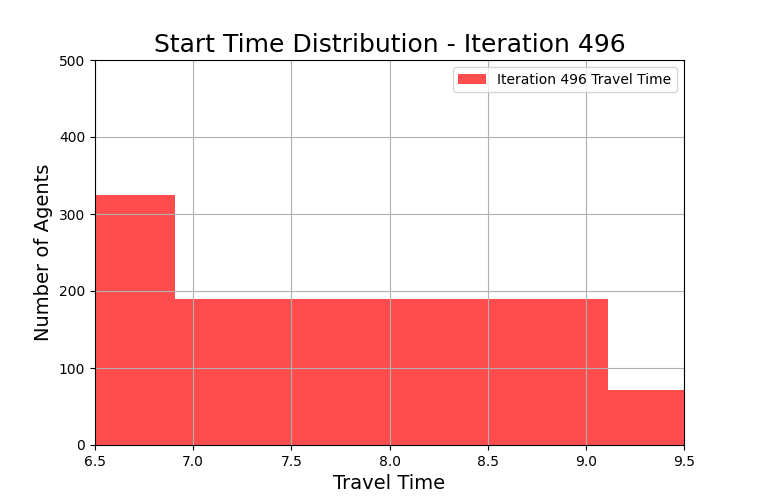 Start Time Distribution - Iteration 496
Iteration 496 Travel Time
Number of Agents
500
400
300
200
100
0
6.5 7.0 7.5 8.0 8.5 9.0 9.5
Travel Time